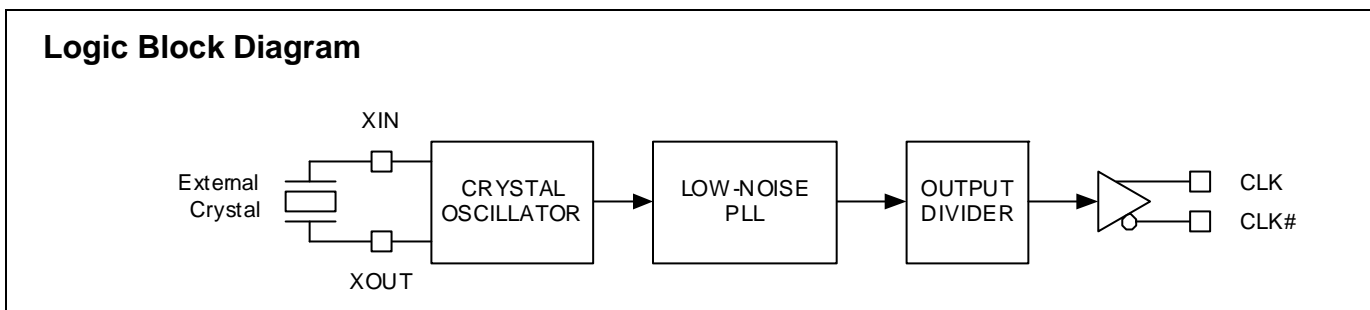 Logic Block Diagram
XIN
External
Crystal
XOUT
CRYSTAL
OSCILLATOR
LOW-NOISE
PLL
OUTPUT
DIVIDER
CLK
CLK#